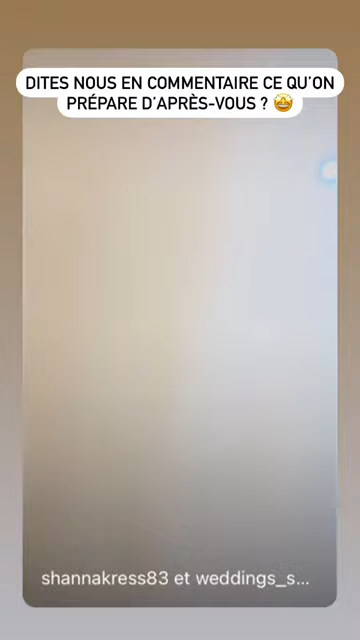 DITES NOUS EN COMMENTAIRE CE QU'ON
PRÉPARE D'APRÈS-VOUS ? 🤩
shannakress83 et weddings_s...